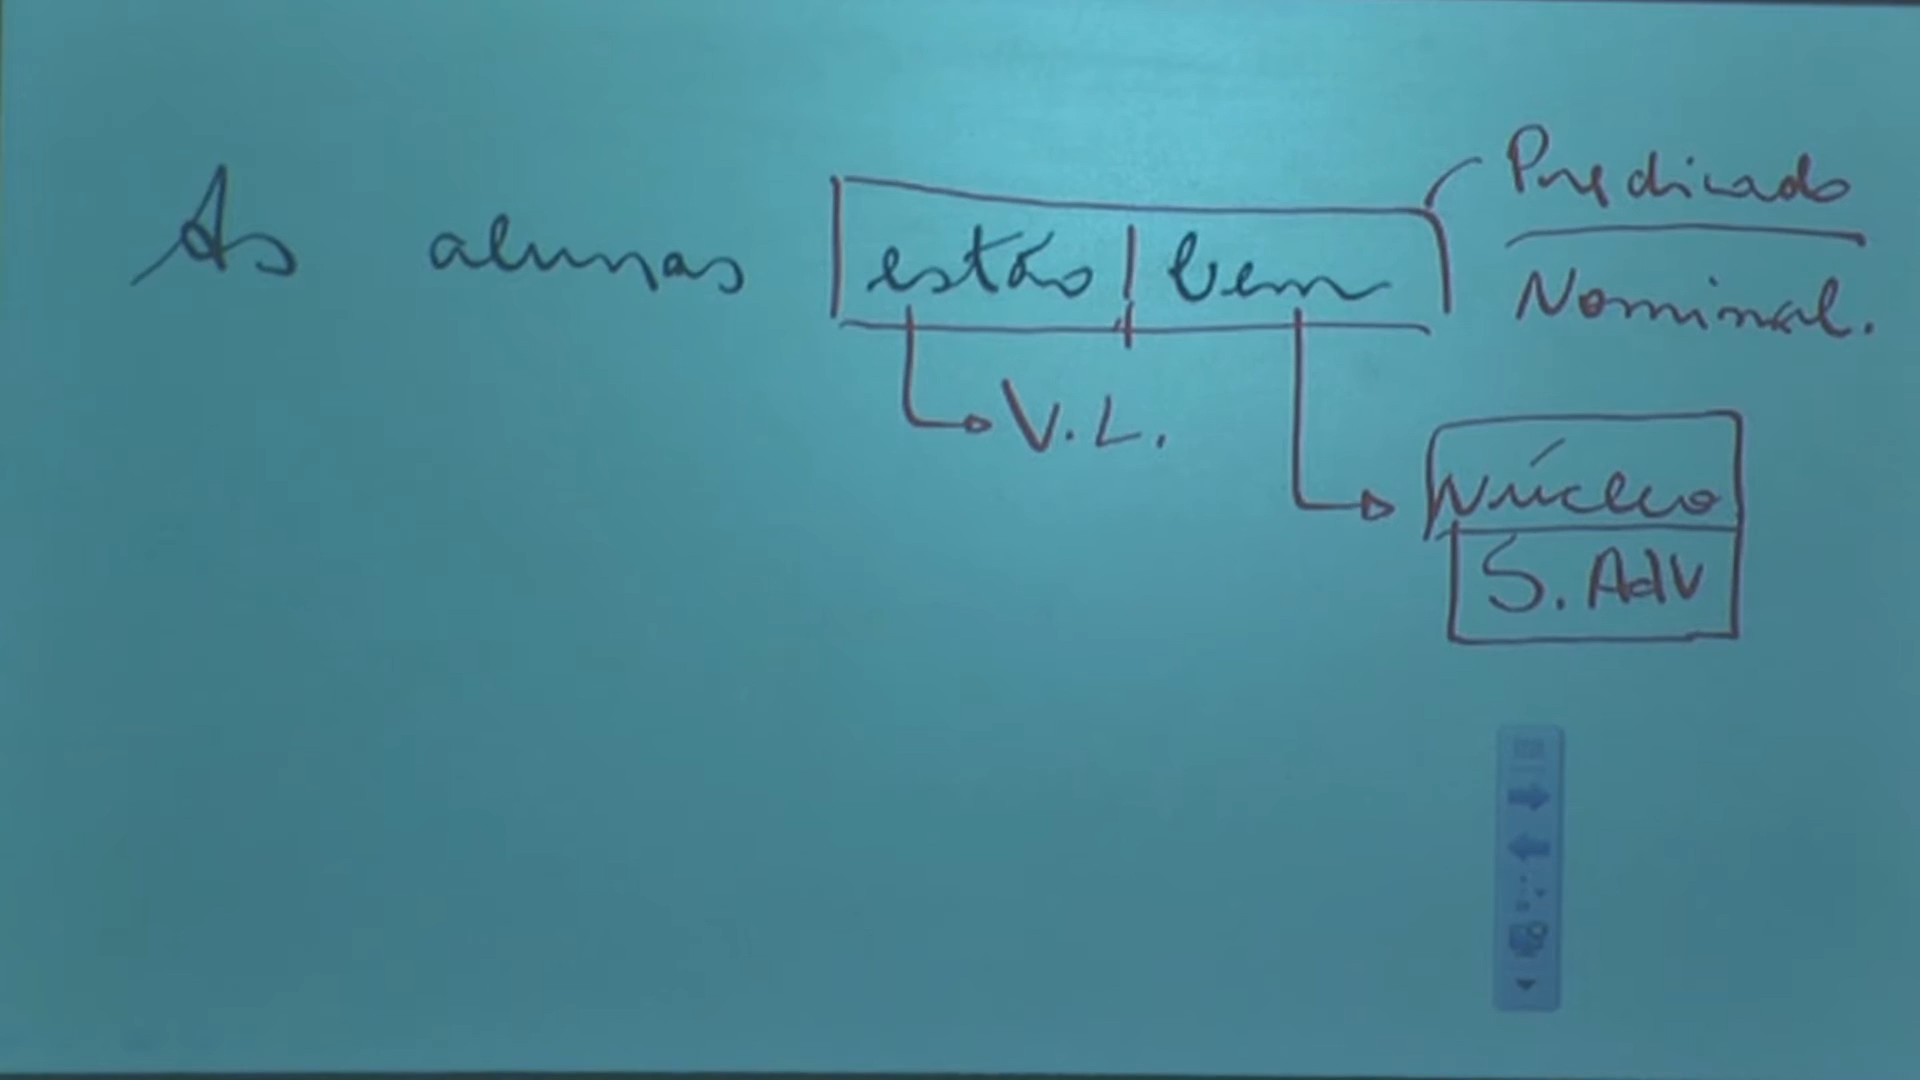 As alunas estão bem
Predicado
Nominal.
V.L.
Núcleo
S. Adv